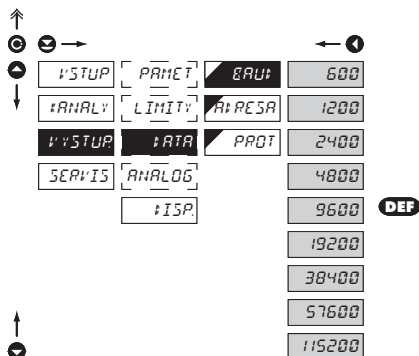 VSTUP PAMET BAUD 600
KANALY LIMITY ADRESA 1200
VYSTUP. DATA PROT 2400
SERVIS ANALOG 4800
DISP. 9600 DEF
19200
38400
57600
115200